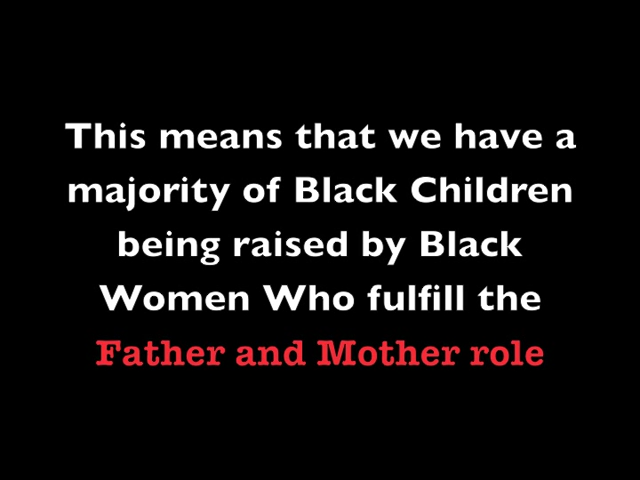 This means that we have a
majority of Black Children
being raised by Black
Women Who fulfill the
Father and Mother role